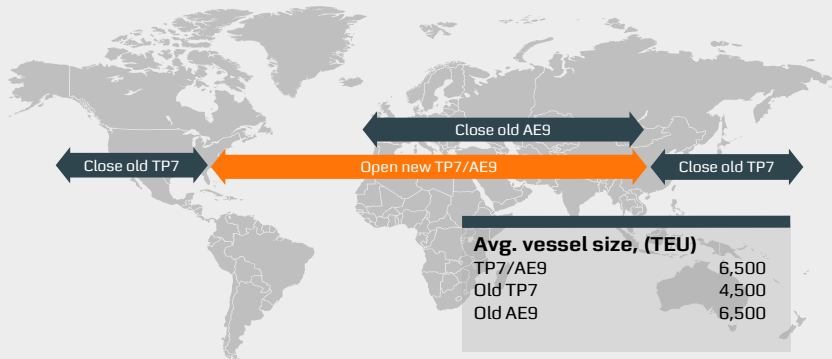 Close old AE9
Close old TP7
Open new TP7/AE9
Close old TP7
Avg. vessel size, (TEU)
TP7/AE9 6,500
Old TP7 4,500
Old AE9 6,500